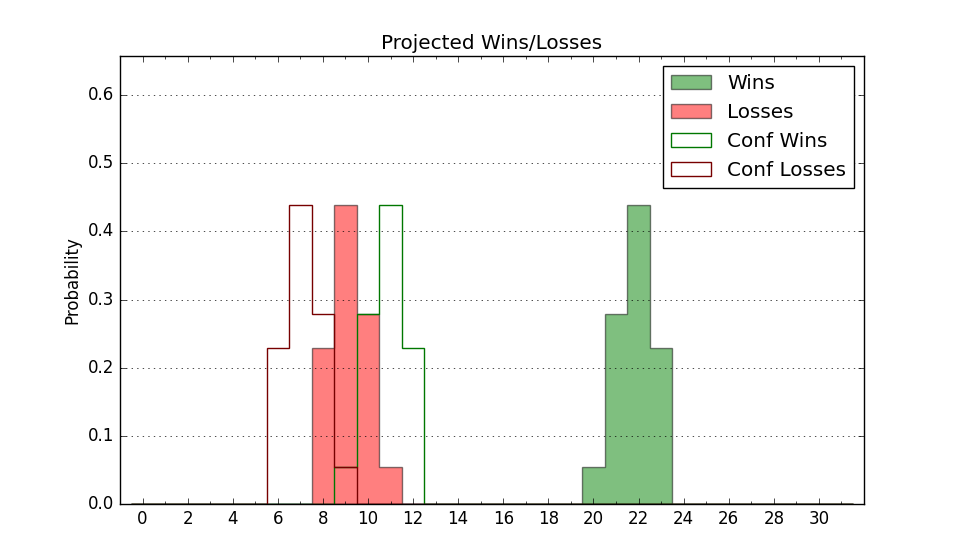 Projected Wins/Losses
Probability
0.6
0.5
0.4
0.3
0.2
0.1
0.0
0 2 4 6 8 10 12 14 16 18 20 22 24 26 28 30
Wins
Losses
Conf Wins
Conf Losses